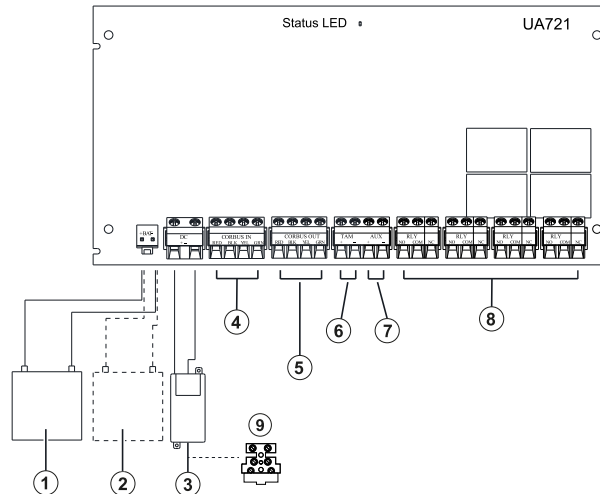 Status LED
UA721
+BAT-
DC
+ -
CORBUS IN
RED BLK YEL GRN
CORBUS OUT
RED BLK YEL GRN
TAM
+ -
AUX
+ -
RLY
NO COM NC
RLY
NO COM NC
RLY
NO COM NC
RLY
NO COM NC
4
5
6
7
8
9
1
2
3